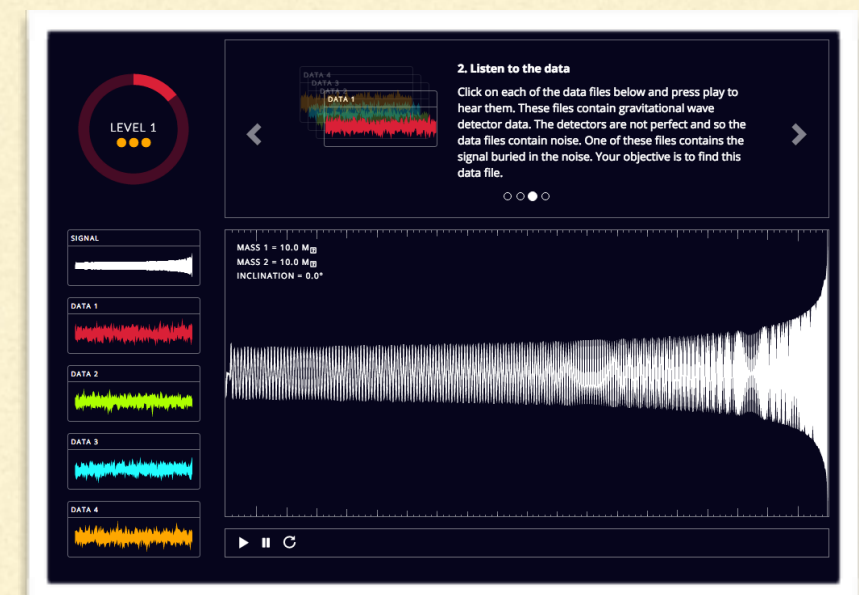 LEVEL 1
DATA 4
DATA 3
DATA 2
DATA 1
2. Listen to the data
Click on each of the data files below and press play to
hear them. These files contain gravitational wave
detector data. The detectors are not perfect and so the
data files contain noise. One of these files contains the
signal buried in the noise. Your objective is to find this
data file.
SIGNAL
DATA 1
DATA 2
DATA 3
DATA 4
MASS 1 = 10.0 M
MASS 2 = 10.0 M
INCLINATION = 0.0°